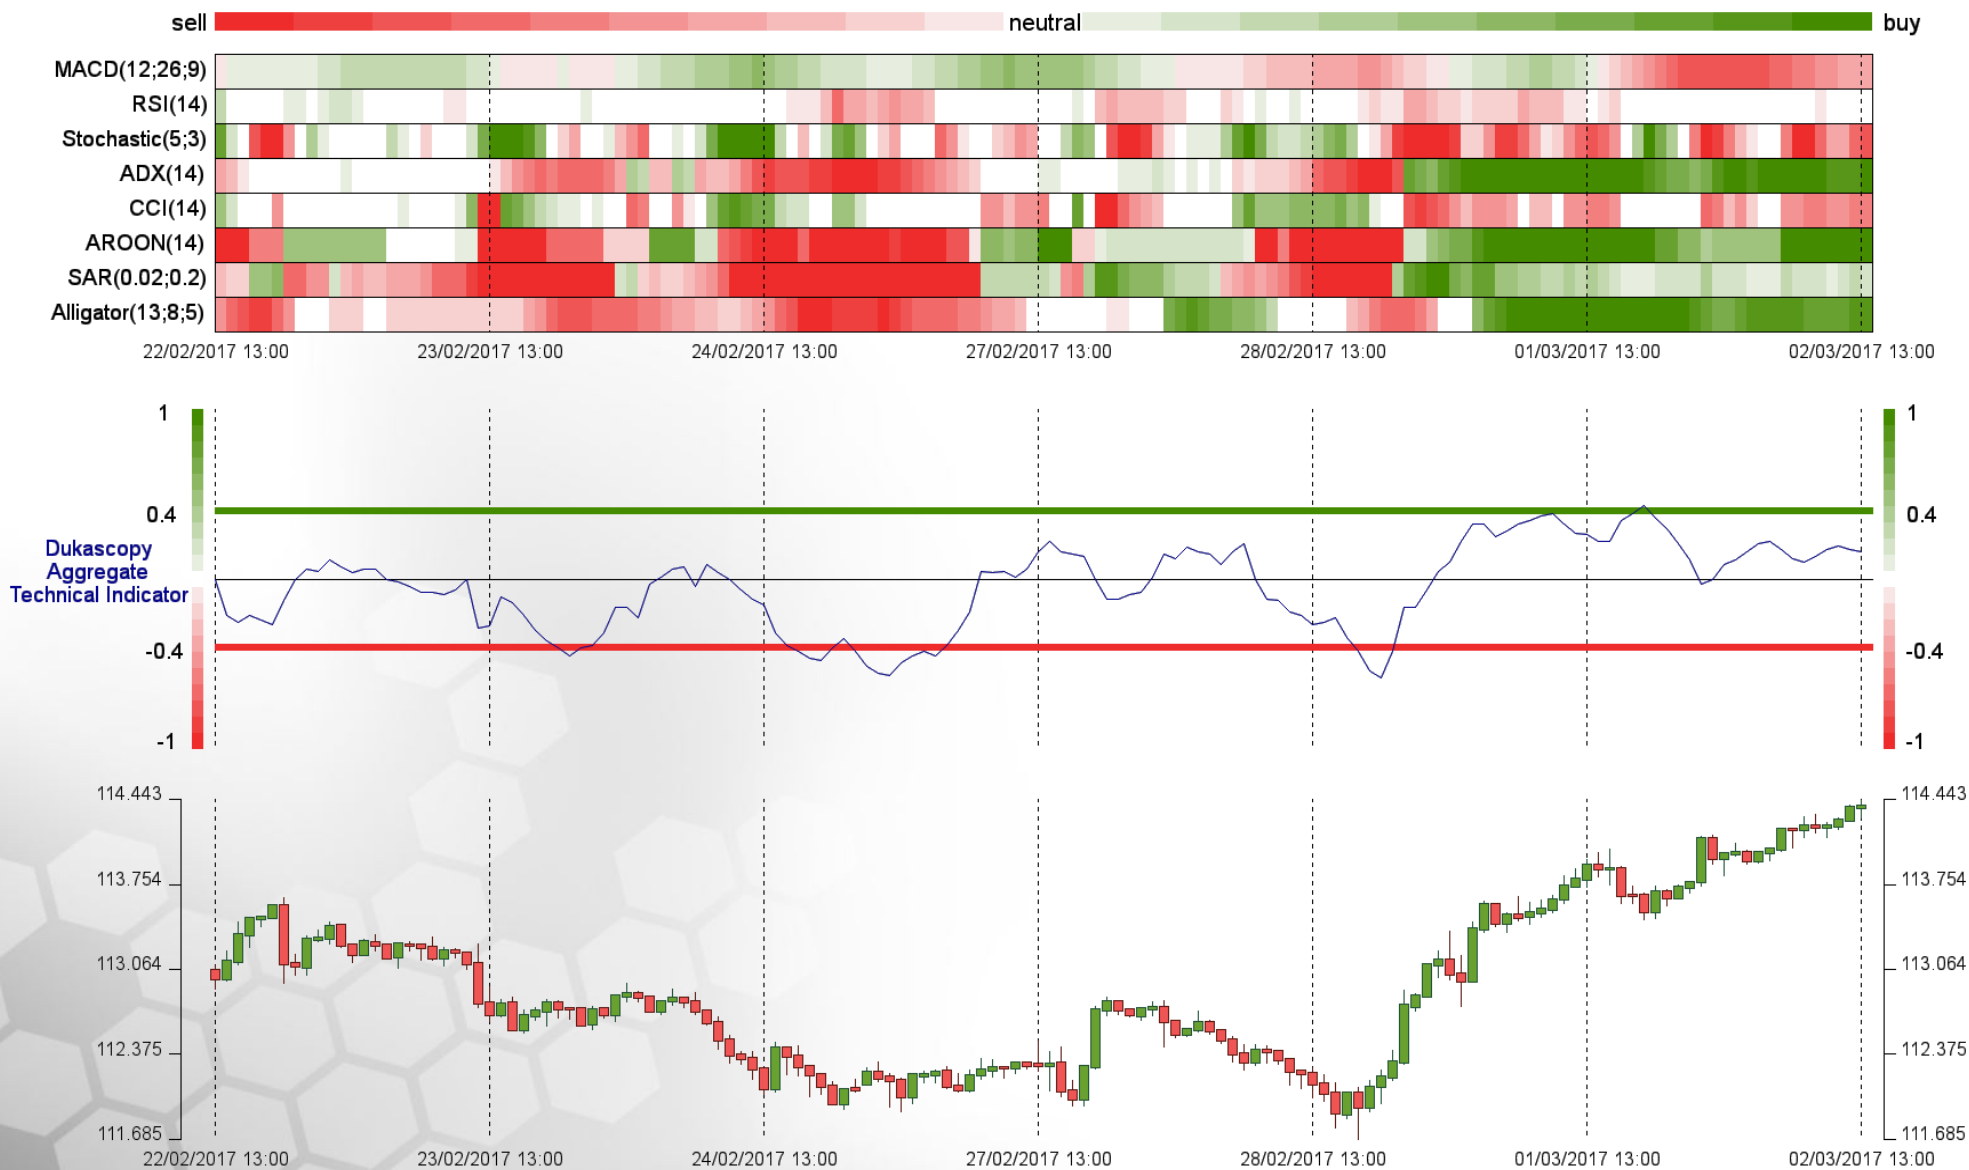 sell neutral buy
MACD(12;26;9)
RSI(14)
Stochastic(5;3)
ADX(14)
CCI(14)
AROON(14)
SAR(0.02;0.2)
Alligator(13;8;5)
22/02/2017 13:00 23/02/2017 13:00 24/02/2017 13:00 27/02/2017 13:00 28/02/2017 13:00 01/03/2017 13:00 02/03/2017 13:00
1 1
0.4 0.4
Dukascopy
Aggregate
Technical Indicator
-0.4 -0.4
-1 -1
114.443 114.443
113.754 113.754
113.064 113.064
112.375 112.375
111.685 111.685
22/02/2017 13:00 23/02/2017 13:00 24/02/2017 13:00 27/02/2017 13:00 28/02/2017 13:00 01/03/2017 13:00 02/03/2017 13:00